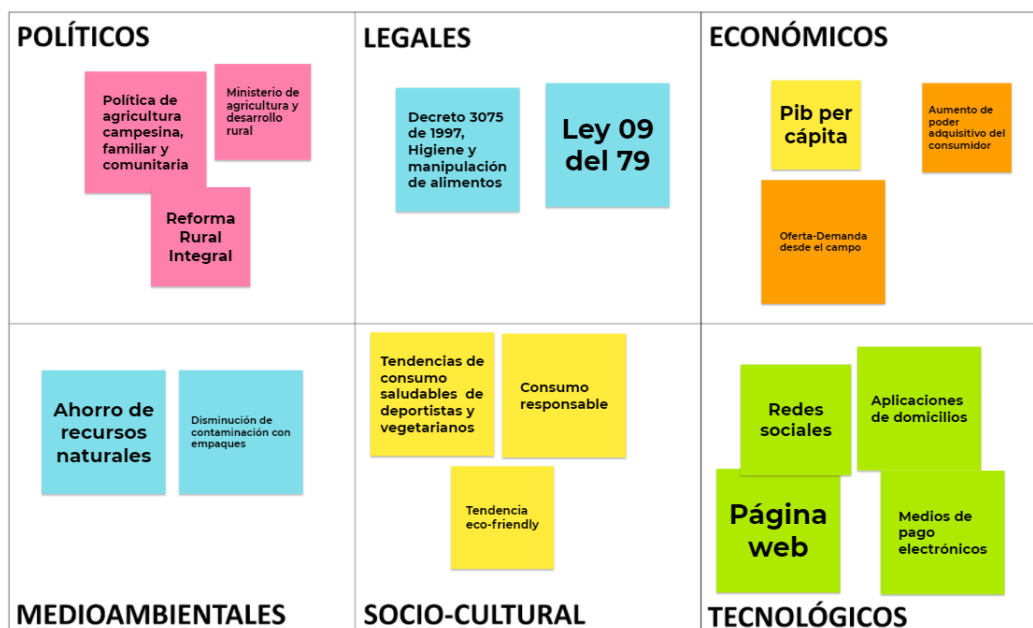 POLÍTICOS
Política de
agricultura
campesina,
familiar y
comunitaria
Ministerio de
agricultura y
desarrollo
rural
Reforma
Rural
Integral
LEGALES
Decreto 3075
de 1997,
Higiene y
manipulación
de alimentos
Ley 09
del 79
ECONÓMICOS
Pib per
cápita
Aumento de
poder
adquisitivo del
consumidor
Oferta-Demanda
desde el campo
Ahorro de
recursos
naturales
Disminución de
contaminación con
empaques
MEDIOAMBIENTALES
Tendencias de
consumo
saludables de
deportistas y
vegetarianos
Consumo
responsable
Tendencia
eco-friendly
SOCIO-CULTURAL
Redes
sociales
Aplicaciones
de domicilios
Página
web
Medios de
pago
electrónicos
TECNOLÓGICOS